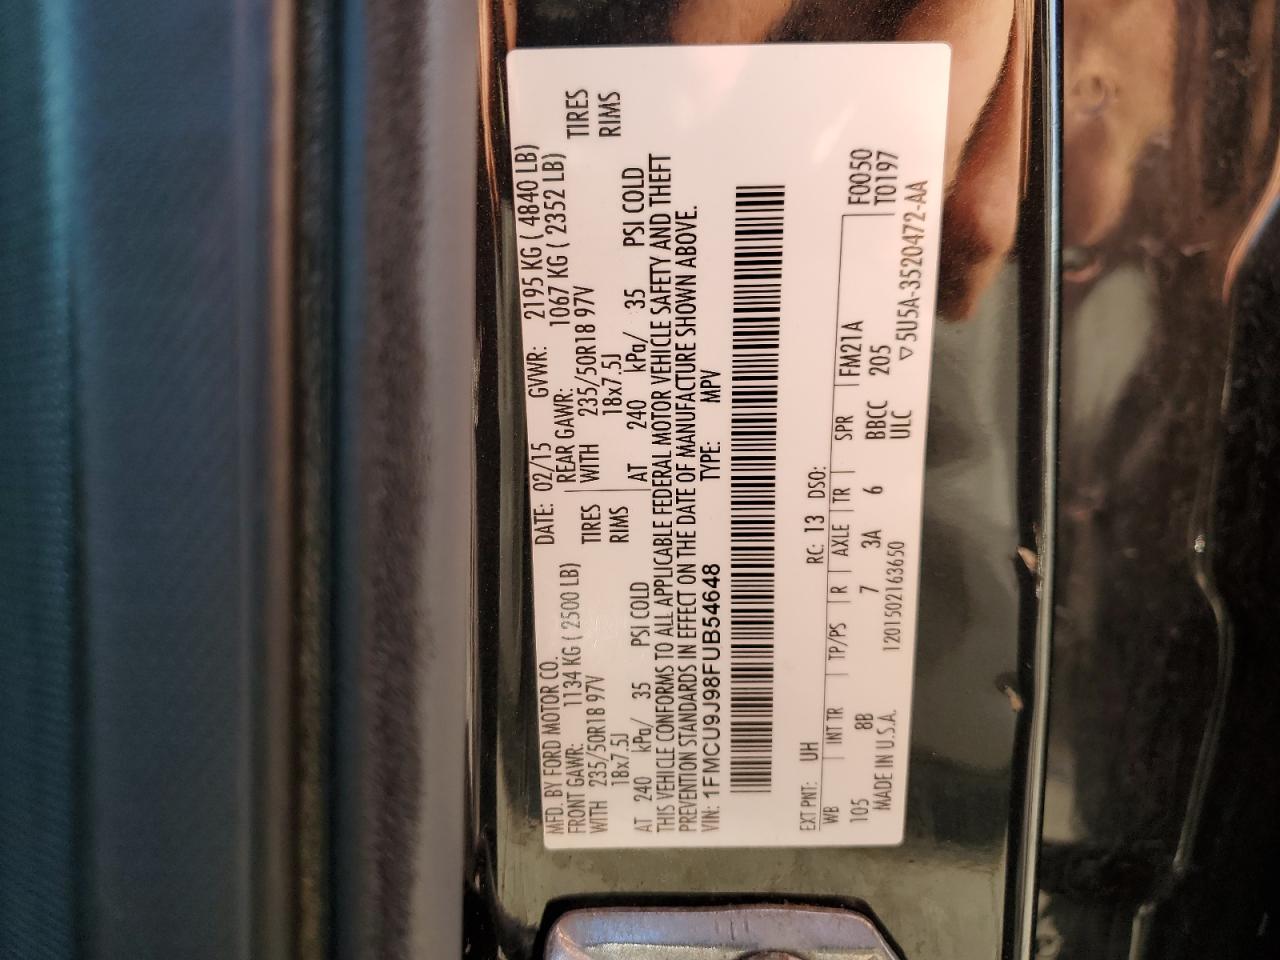 MFD. BY FORD MOTOR CO.
DATE: 02/15 GVWR: 2195 KG ( 4840 LB)
FRONT GAWR: 1134 KG ( 2500 LB)
REAR GAWR: 1067 KG ( 2352 LB)
WITH 235/50R18 97V TIRES
WITH 235/50R18 97V TIRES
18x7.5J RIMS
18x7.5J RIMS
AT 240 kPa/ 35 PSI COLD
AT 240 kPa/ 35 PSI COLD
THIS VEHICLE CONFORMS TO ALL APPLICABLE FEDERAL MOTOR VEHICLE SAFETY AND THEFT
PREVENTION STANDARDS IN EFFECT ON THE DATE OF MANUFACTURE SHOWN ABOVE.
VIN: 1FMCU9J98FUB54648 TYPE: MPV
EXT PNT: UH RC: 13 DSO:
WB INT TR TP/PS R AXLE TR SPR FM21A F0050
105 8B 7 3A 6 BBCC 205 T0197
MADE IN U.S.A. 1201502163650 ULC ▽5U5A-3520472-AA